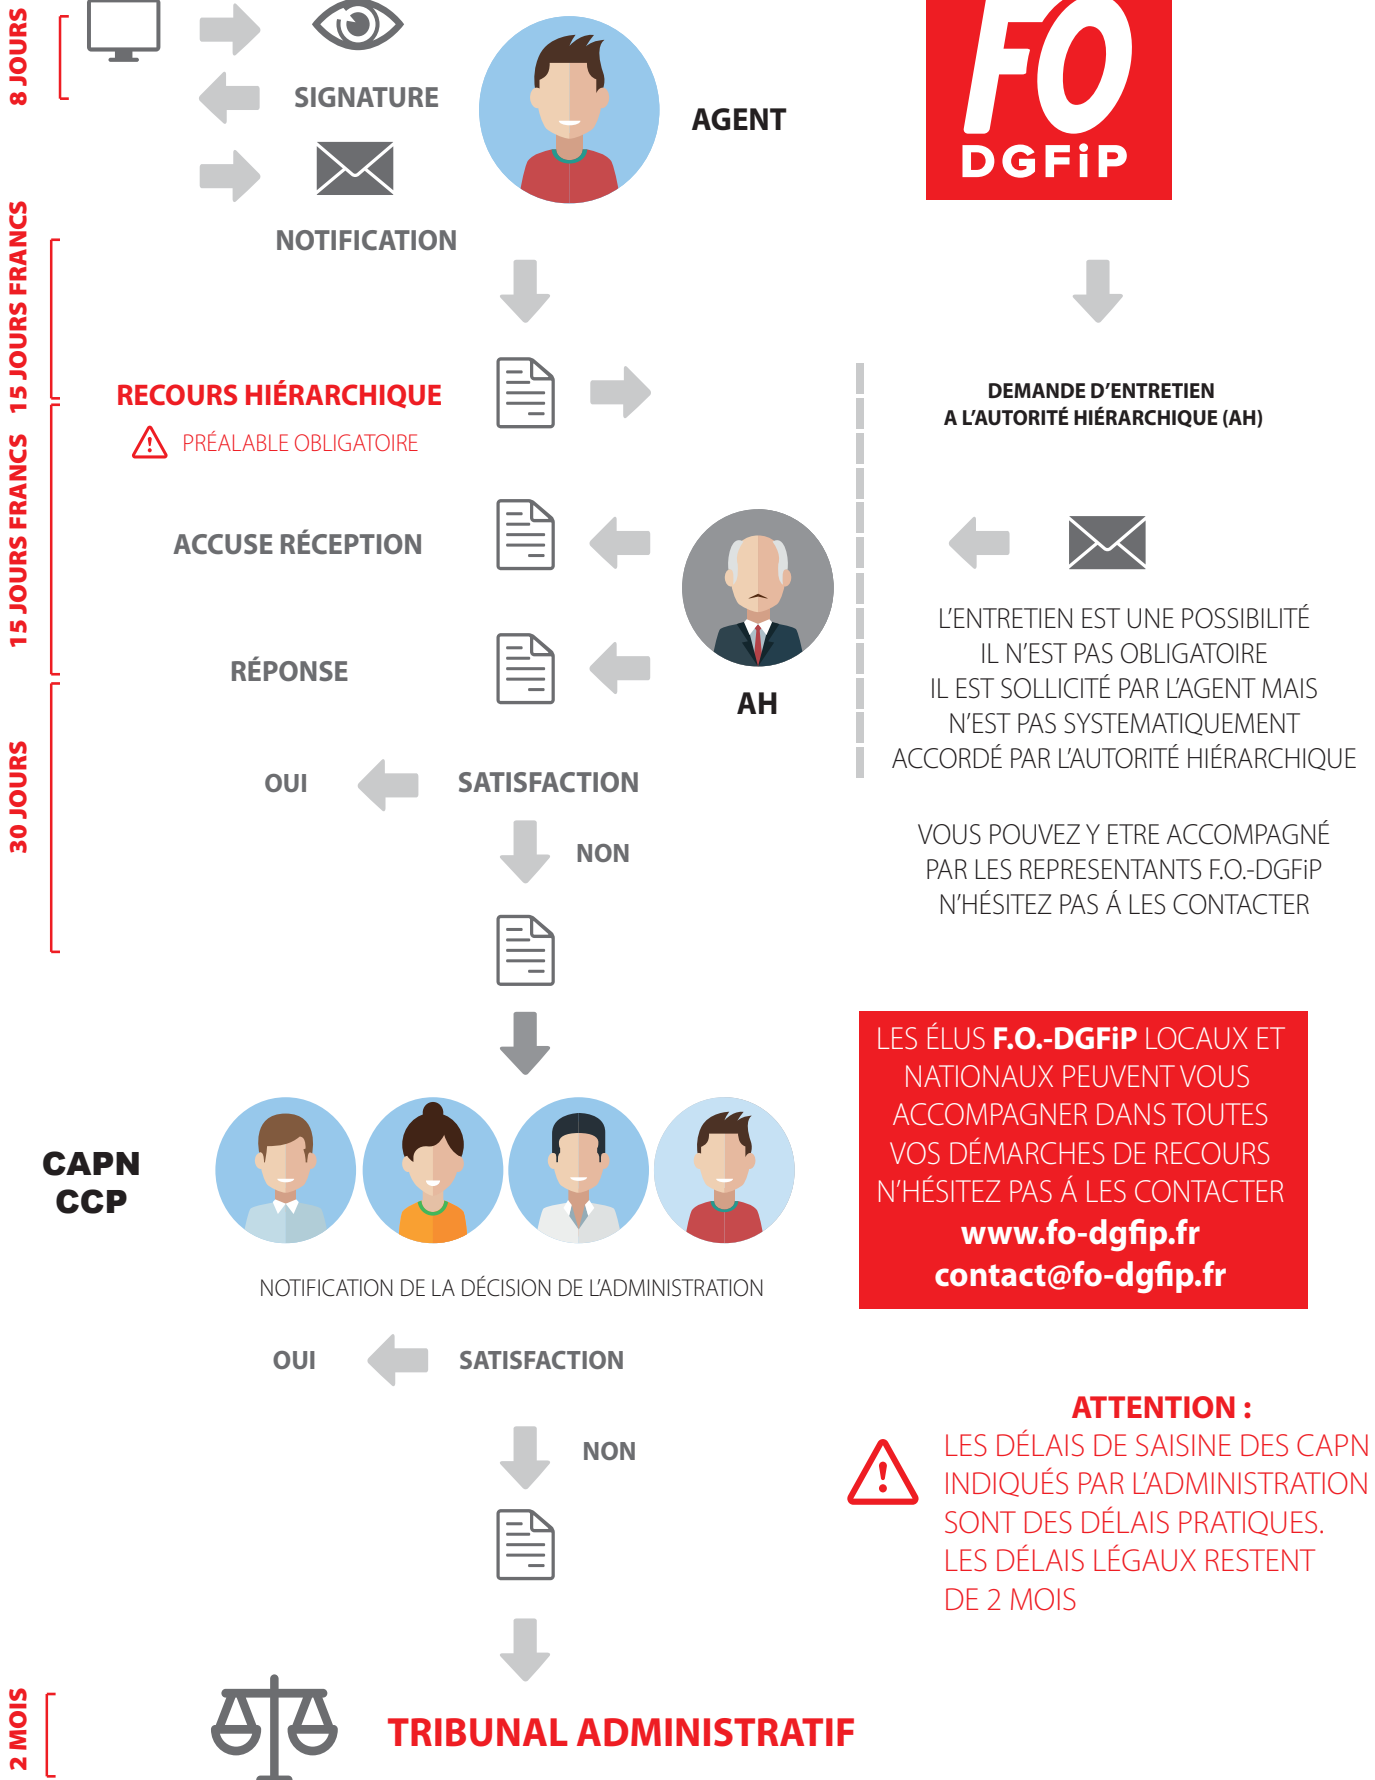 8 JOURS
SIGNATURE
AGENT
FO
DGFiP
NOTIFICATION
15 JOURS FRANCS
RECOURS HIÉRARCHIQUE
PRÉALABLE OBLIGATOIRE
DEMANDE D'ENTRETIEN
A L'AUTORITÉ HIÉRARCHIQUE (AH)
15 JOURS FRANCS
ACCUSE RÉCEPTION
RÉPONSE
AH
L'ENTRETIEN EST UNE POSSIBILITÉ
IL N'EST PAS OBLIGATOIRE
IL EST SOLLICITÉ PAR L'AGENT MAIS
N'EST PAS SYSTEMATIQUEMENT
ACCORDÉ PAR L'AUTORITÉ HIÉRARCHIQUE
30 JOURS
OUI
SATISFACTION
NON
VOUS POUVEZ Y ETRE ACCOMPAGNÉ
PAR LES REPRESENTANTS F.O.-DGFiP
N'HÉSITEZ PAS Á LES CONTACTER
LES ÉLUS F.O.-DGFiP LOCAUX ET
NATIONAUX PEUVENT VOUS
ACCOMPAGNER DANS TOUTES
VOS DÉMARCHES DE RECOURS
N'HÉSITEZ PAS Á LES CONTACTER
www.fo-dgfip.fr
contact@fo-dgfip.fr
CAPN
CCP
NOTIFICATION DE LA DÉCISION DE L'ADMINISTRATION
OUI
SATISFACTION
NON
ATTENTION :
LES DÉLAIS DE SAISINE DES CAPN
INDIQUÉS PAR L'ADMINISTRATION
SONT DES DÉLAIS PRATIQUES.
LES DÉLAIS LÉGAUX RESTENT
DE 2 MOIS
2 MOIS
TRIBUNAL ADMINISTRATIF